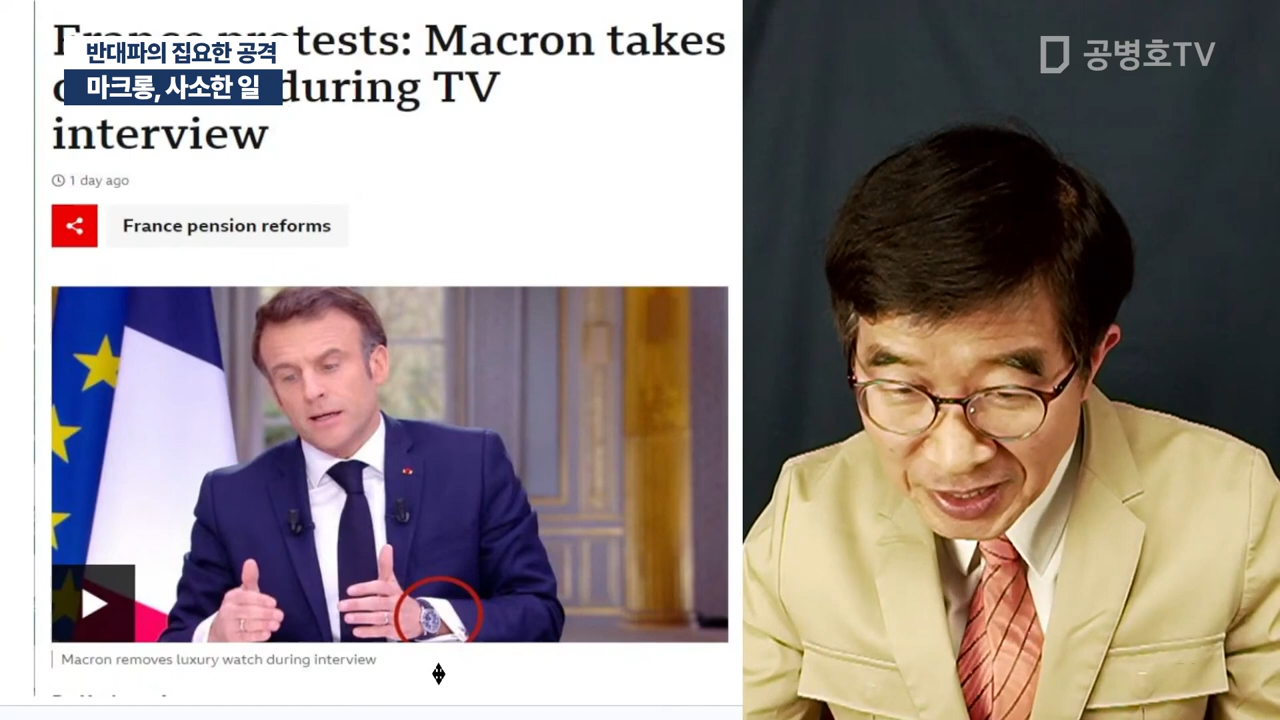 France protests: Macron takes
during TV
interview
반대파의 집요한 공격
마크롱, 사소한 일
1 day ago
France pension reforms
Macron removes luxury watch during interview
공병호TV